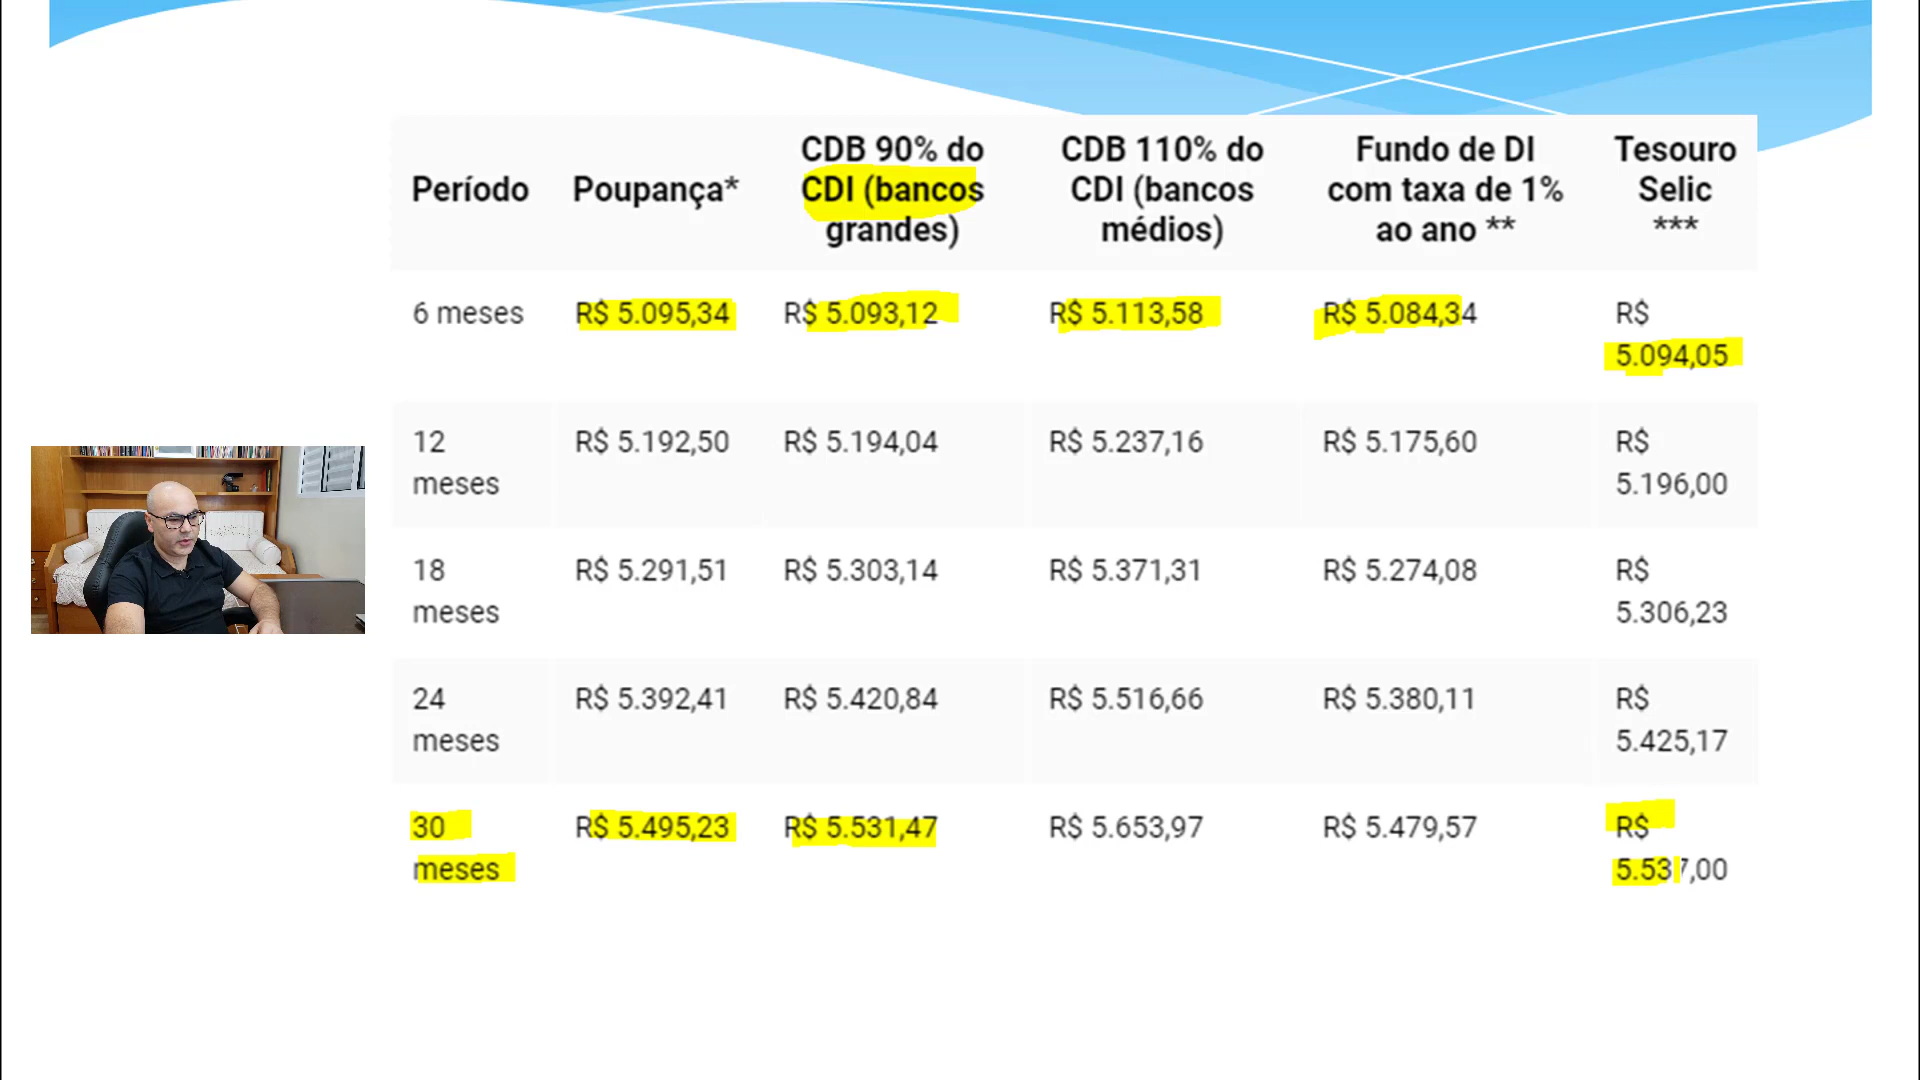 Período
Poupança*
CDB 90% do
CDI (bancos
grandes)
CDB 110% do
CDI (bancos
médios)
Fundo de DI
com taxa de 1%
ao ano **
Tesouro
Selic
***
6 meses
R$ 5.095,34
R$ 5.093,12
R$ 5.113,58
R$ 5.084,34
R$
5.094,05
12
meses
R$ 5.192,50
R$ 5.194,04
R$ 5.237,16
R$ 5.175,60
R$
5.196,00
18
meses
R$ 5.291,51
R$ 5.303,14
R$ 5.371,31
R$ 5.274,08
R$
5.306,23
24
meses
R$ 5.392,41
R$ 5.420,84
R$ 5.516,66
R$ 5.380,11
R$
5.425,17
30
meses
R$ 5.495,23
R$ 5.531,47
R$ 5.653,97
R$ 5.479,57
R$
5.537,00